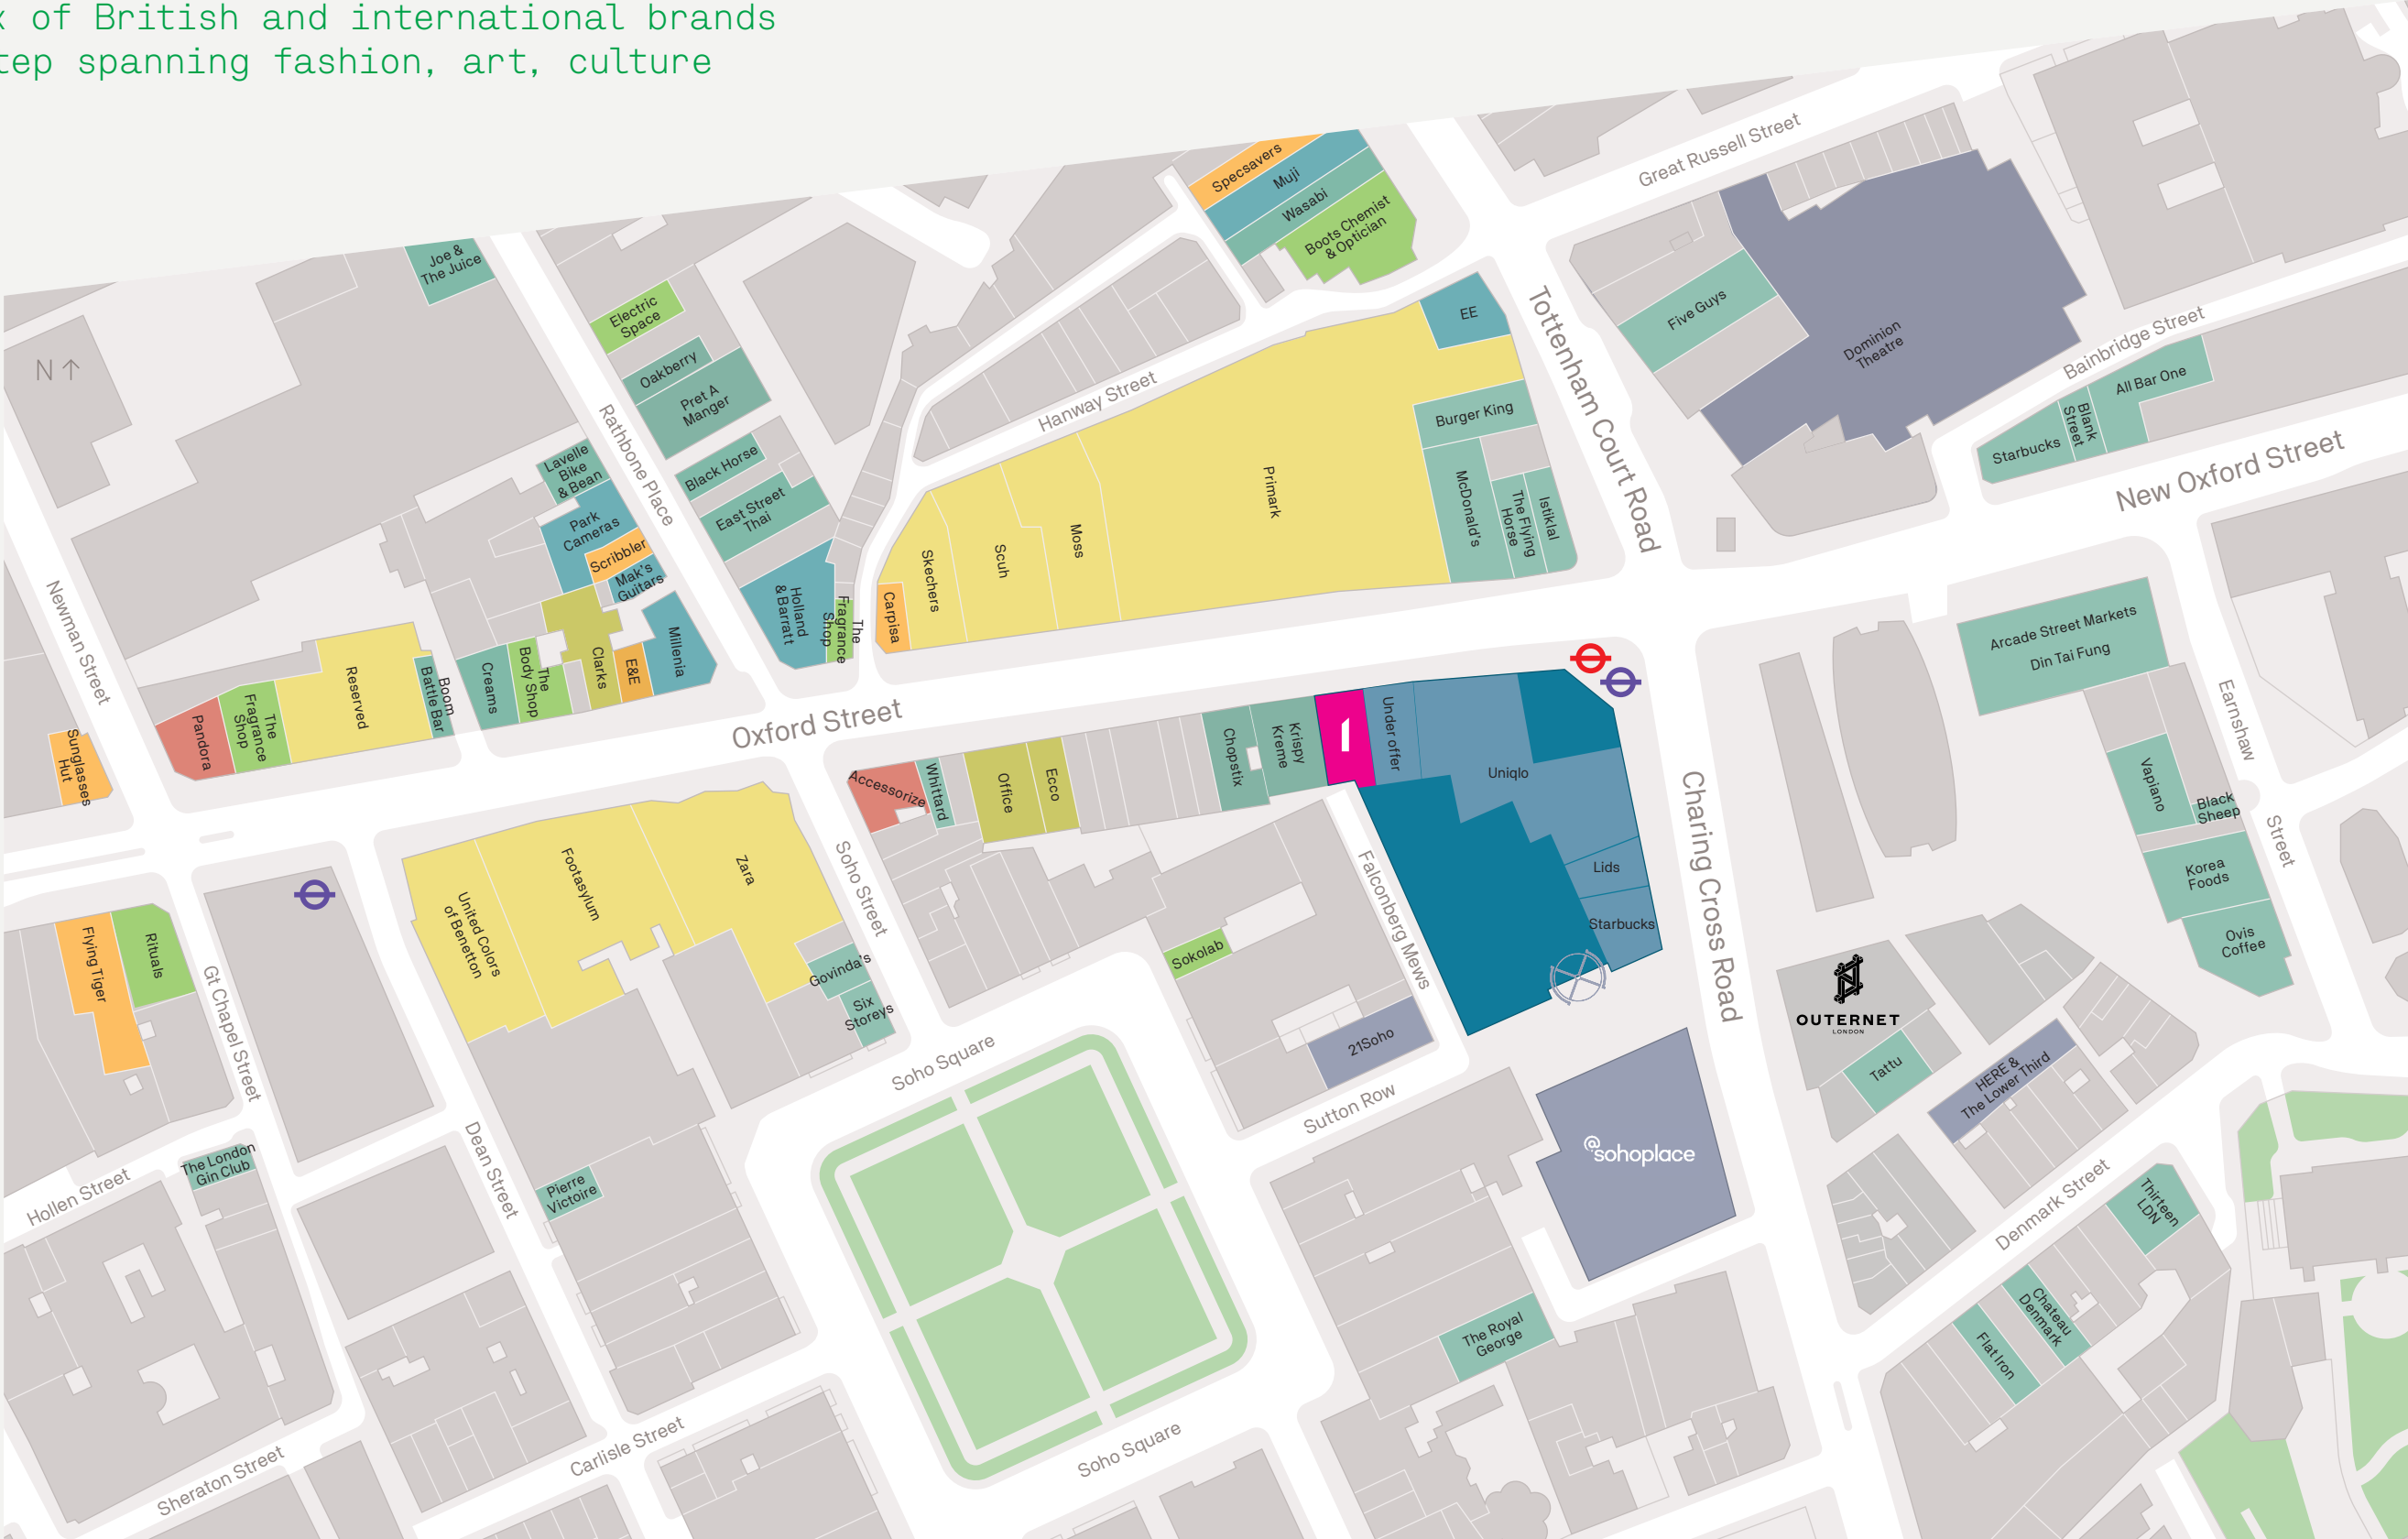 x of British and international brands
tep spanning fashion, art, culture
N
Joe &
The Juice
Electric
Space
Oakberry
Pret A
Manger
Black Horse
East Street
Thai
Lavelle
Bike
& Bean
Park
Cameras
Scribbler
Mak's
Guitars
Millenia
E&E
Clarks
The
Body Shop
Creams
Boom
Battle Bar
Reserved
The
Fragrance
Shop
Pandora
Sunglasses
Hut
Newman Street
Rathbone Place
Holland
& Barratt
The
Fragrance
Shop
Carpisa
Skechers
Scuh
Moss
Primark
Hanway Street
Specsavers
Muji
Wasabi
Boots Chemist
& Optician
EE
Burger King
McDonald's
The Flying
Horse
Istiklal
Tottenham Court Road
Great Russell Street
Five Guys
Dominion
Theatre
Bainbridge Street
Starbucks
Blank
Street
All Bar One
New Oxford Street
Oxford Street
Arcade Street Markets
Din Tai Fung
Earnshaw
Street
Vapiano
Black
Sheep
Korea
Foods
Ovis
Coffee
Accessorize
Whittard
Office
Ecco
Chopstix
Krispy
Kreme
Under offer
Uniqlo
Lids
Starbucks
Charing Cross Road
Falconberg Mews
Soho Street
United Colors
of Benetton
Footasylum
Zara
Govinda's
Six
Storeys
Flying Tiger
Rituals
Gt Chapel Street
Sokolab
21Soho
Soho Square
Sutton Row
@sohoplace
OUTERNET
LONDON
Tattu
HERE &
The Lower Third
Denmark Street
Thirteen
LDN
Chateau
Denmark
Flat Iron
The London
Gin Club
Hollen Street
Dean Street
Pierre
Victoire
The Royal
George
Carlisle Street
Sheraton Street
Soho Square